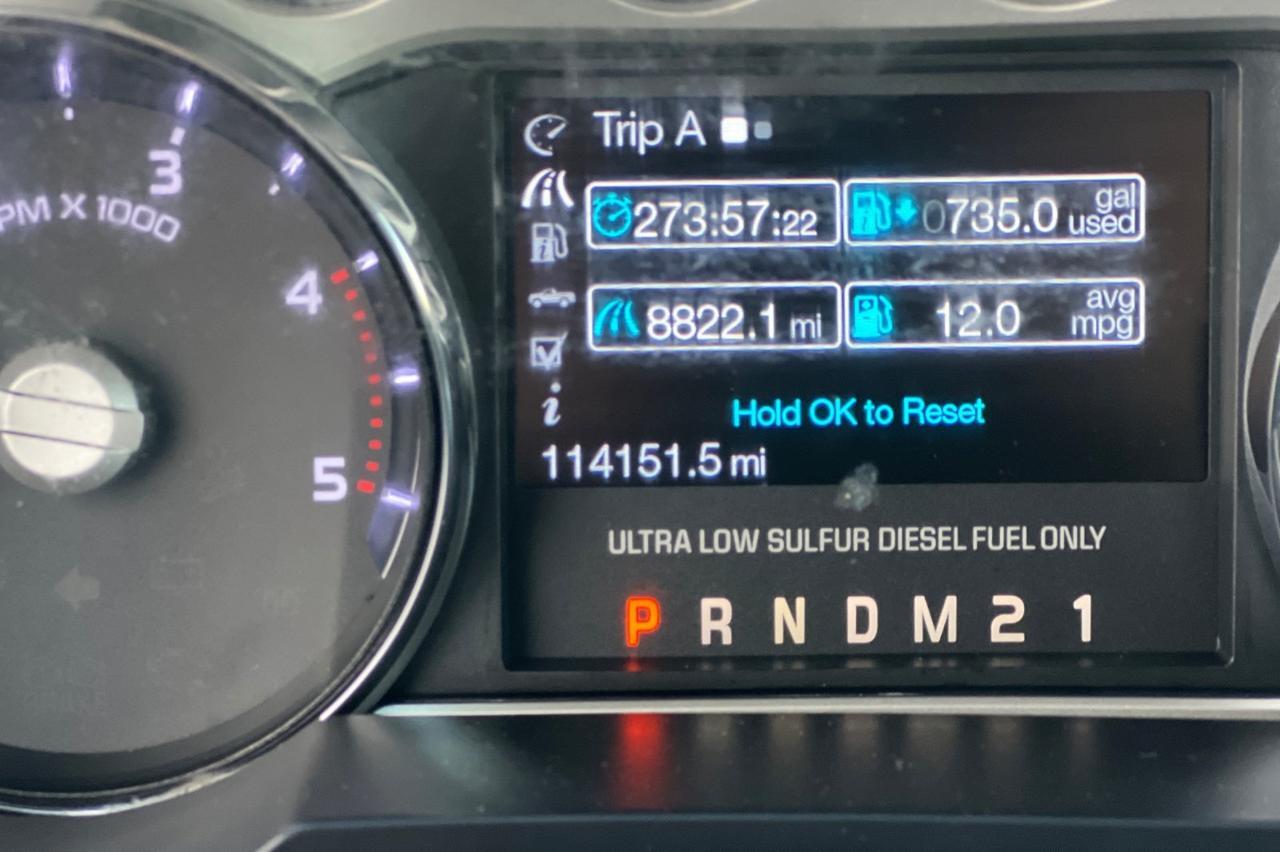 3
PM X 1000
4
5
Trip A
273:57:22
0735.0 gal used
8822.1 mi
12.0 avg mpg
i
Hold OK to Reset
114151.5 mi
ULTRA LOW SULFUR DIESEL FUEL ONLY
P R N D M 2 1